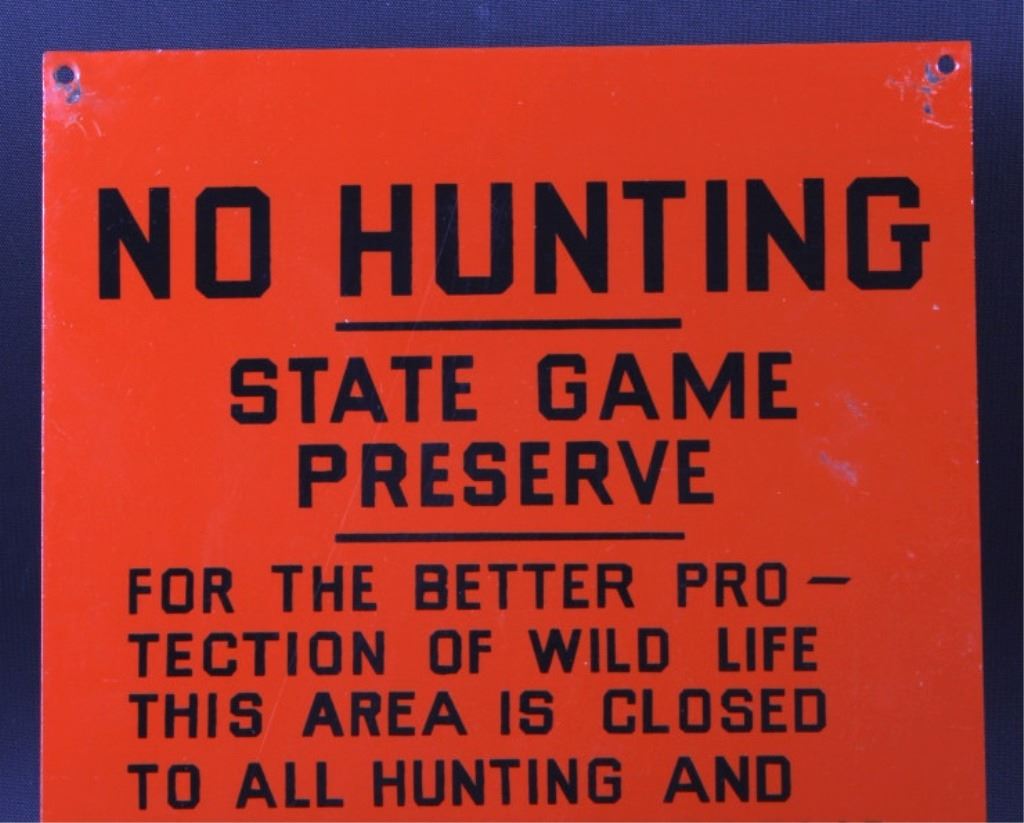 NO HUNTING
STATE GAME
PRESERVE
FOR THE BETTER PRO-
TECTION OF WILD LIFE
THIS AREA IS CLOSED
TO ALL HUNTING AND